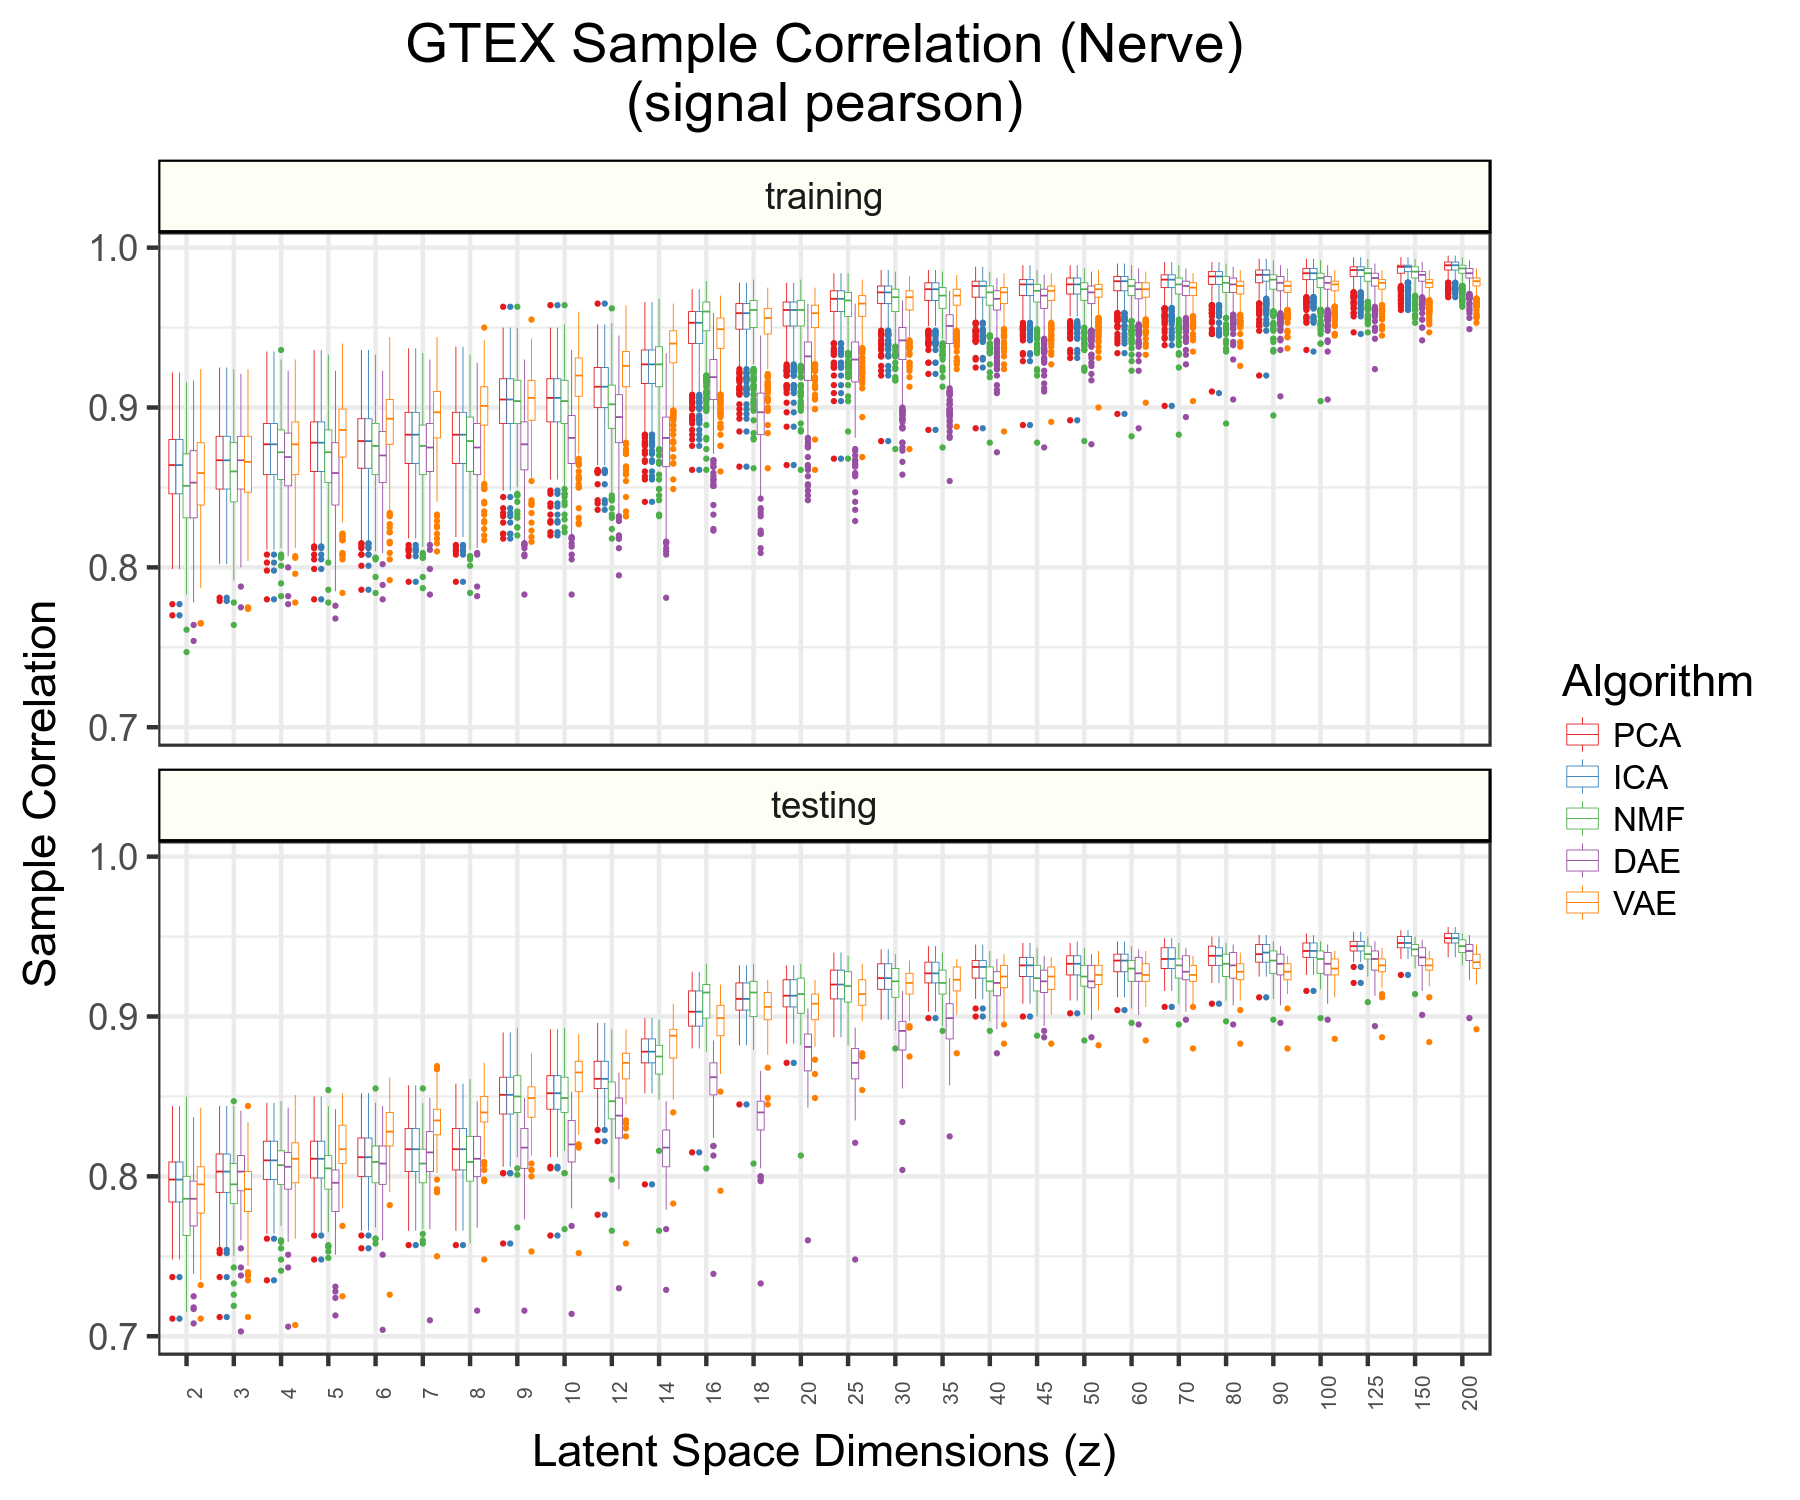 GTEX Sample Correlation (Nerve)
(signal pearson)
training
1.0
0.9
0.8
0.7
Sample Correlation
testing
1.0
0.9
0.8
0.7
2 3 4 5 6 7 8 9 10 12 14 16 18 20 25 30 35 40 45 50 60 70 80 90 100 125 150 200
Latent Space Dimensions (z)
Algorithm
PCA
ICA
NMF
DAE
VAE